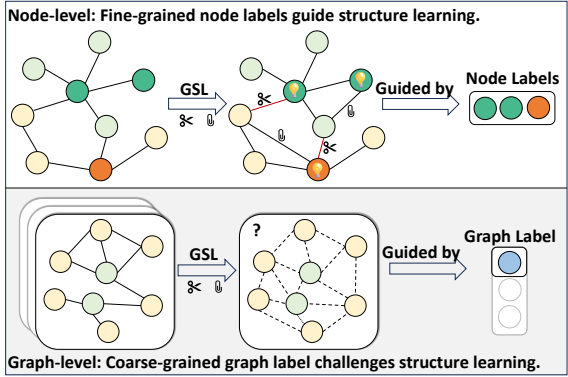 Node-level: Fine-grained node labels guide structure learning.
GSL
Guided by
Node Labels
GSL
?
Guided by
Graph Label
Graph-level: Coarse-grained graph label challenges structure learning.